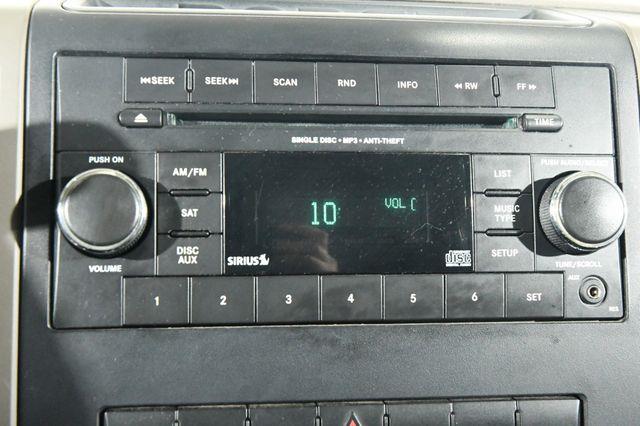 SEEK SEEK SCAN RND INFO RW FF
TIME
SINGLE DISC • MP3 • ANTI-THEFT
PUSH ON
AM/FM
LIST
PUSH AUDIO/SELECT
SAT
10
VOL
MUSIC
TYPE
DISC
AUX
SETUP
VOLUME
SIRIUS
COMPACT
DISC
TUNE/SCROLL
AUX
1 2 3 4 5 6 SET